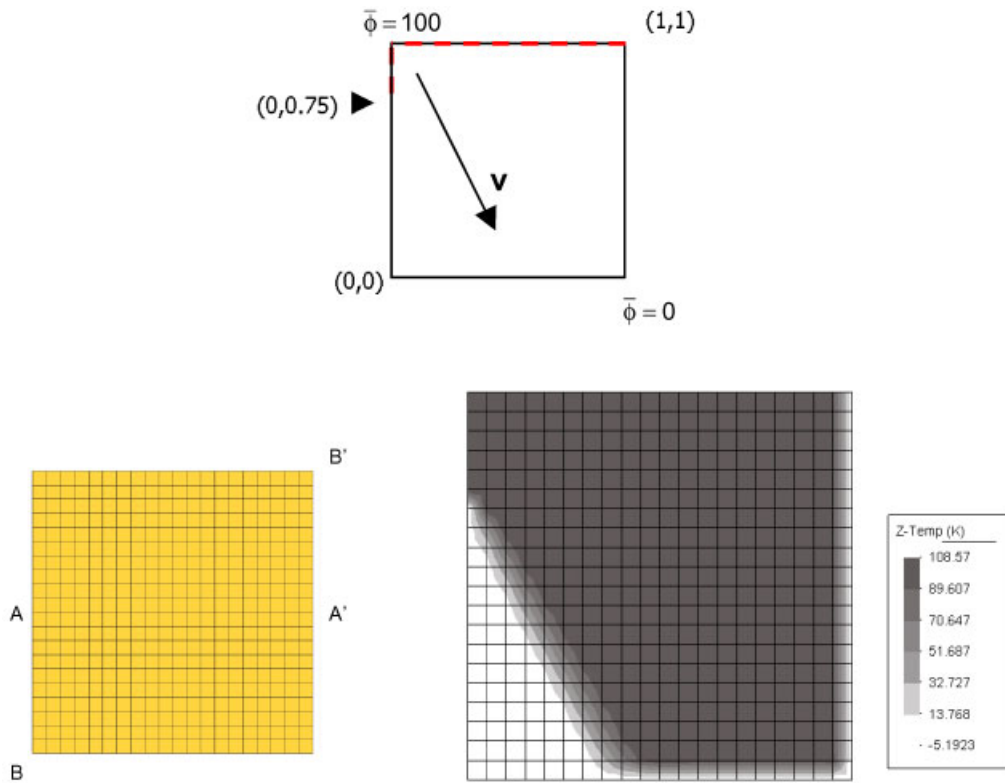 ϕ̅ = 100
(1,1)
(0,0.75)
v
(0,0)
ϕ̅ = 0
B'
A
A'
B
Z-Temp (K)
108.57
89.607
70.647
51.687
32.727
13.768
-5.1923